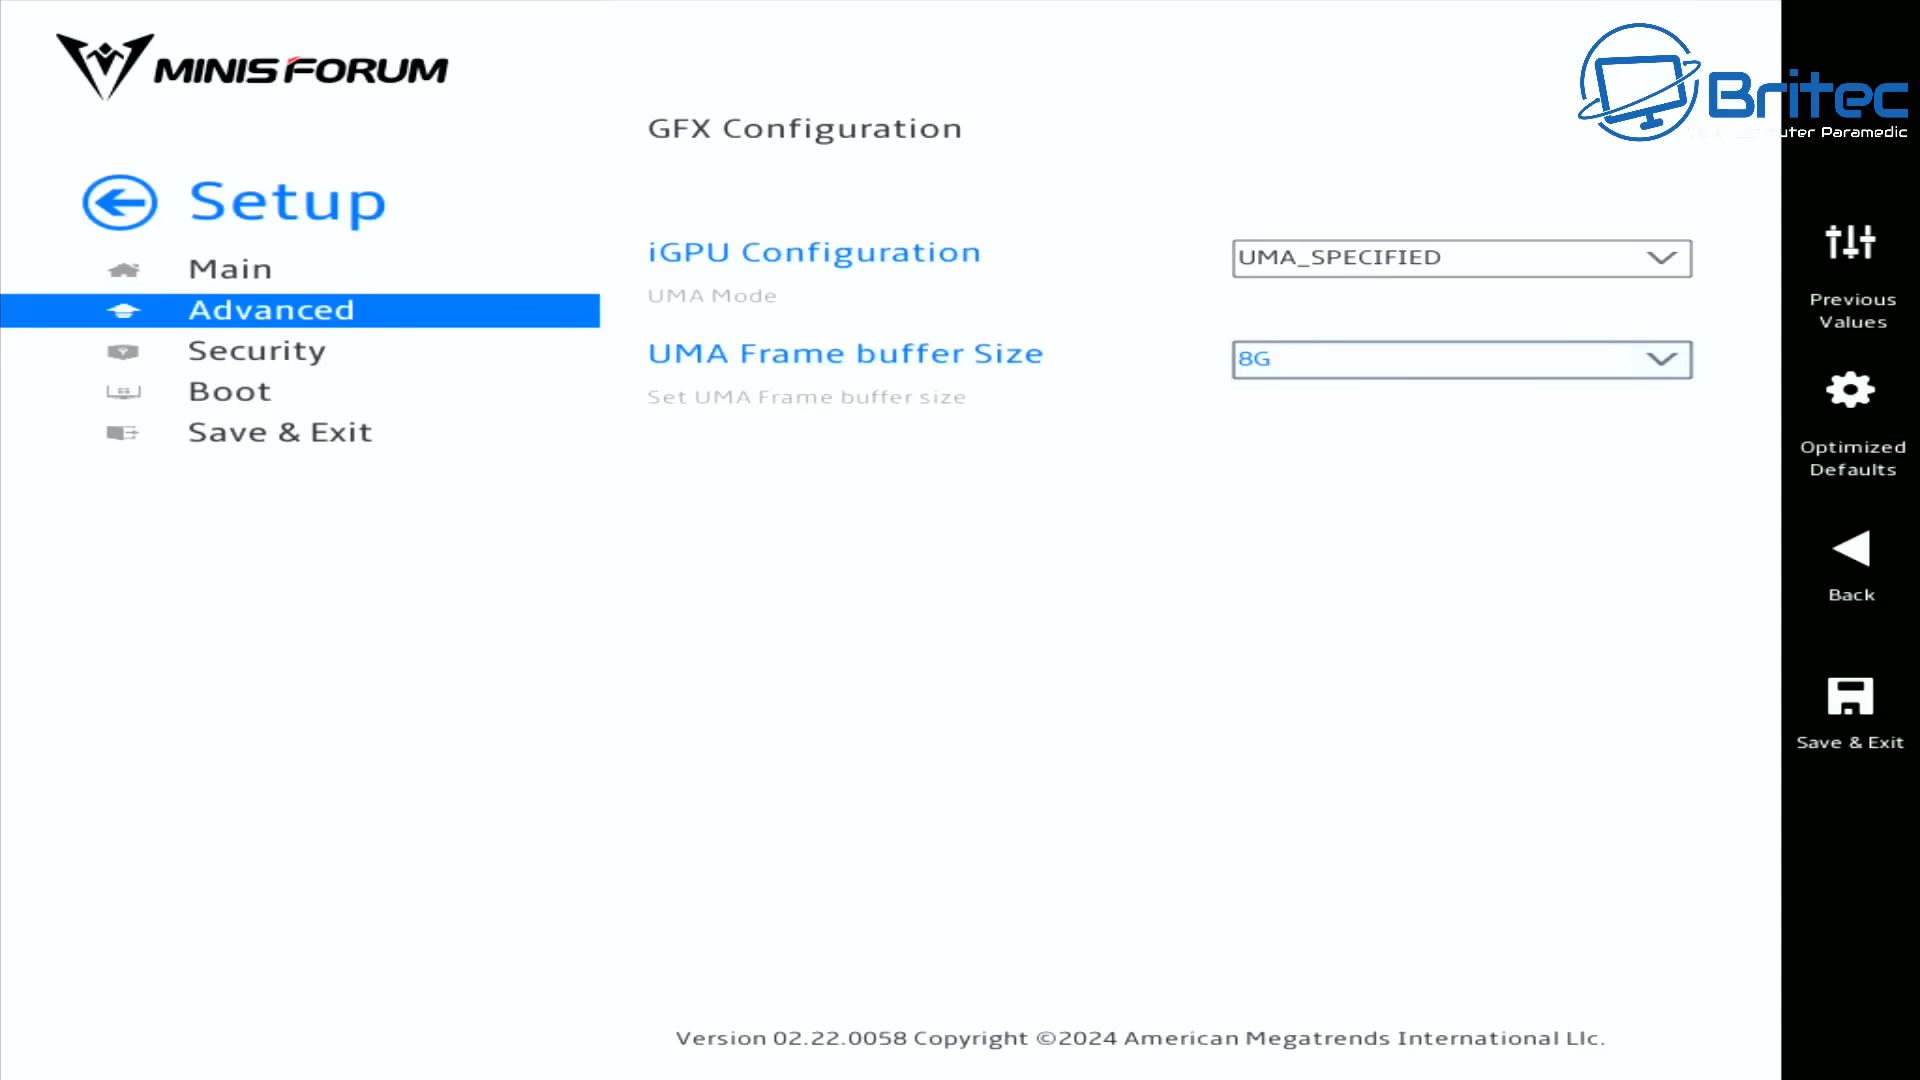 MINISFORUM
Britec
uter Paramedic
GFX Configuration
Setup
Main
Advanced
Security
Boot
Save & Exit
iGPU Configuration
UMA_SPECIFIED
UMA Mode
UMA Frame buffer Size
8G
Set UMA Frame buffer size
Previous
Values
Optimized
Defaults
Back
Save & Exit
Version 02.22.0058 Copyright ©2024 American Megatrends International Llc.